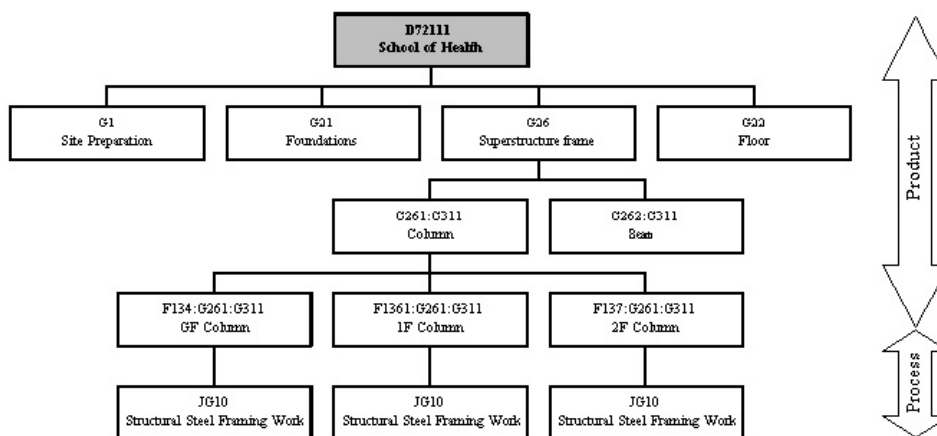 D72111
School of Health
G1
Site Preparation
G21
Foundations
G26
Superstructure frame
G22
Floor
G261:G311
Column
G262:G311
Beam
F134:G261:G311
GF Column
F1361:G261:G311
1F Column
F137:G261:G311
2F Column
JG10
Structural Steel Framing Work
JG10
Structural Steel Framing Work
JG10
Structural Steel Framing Work
Product
Process